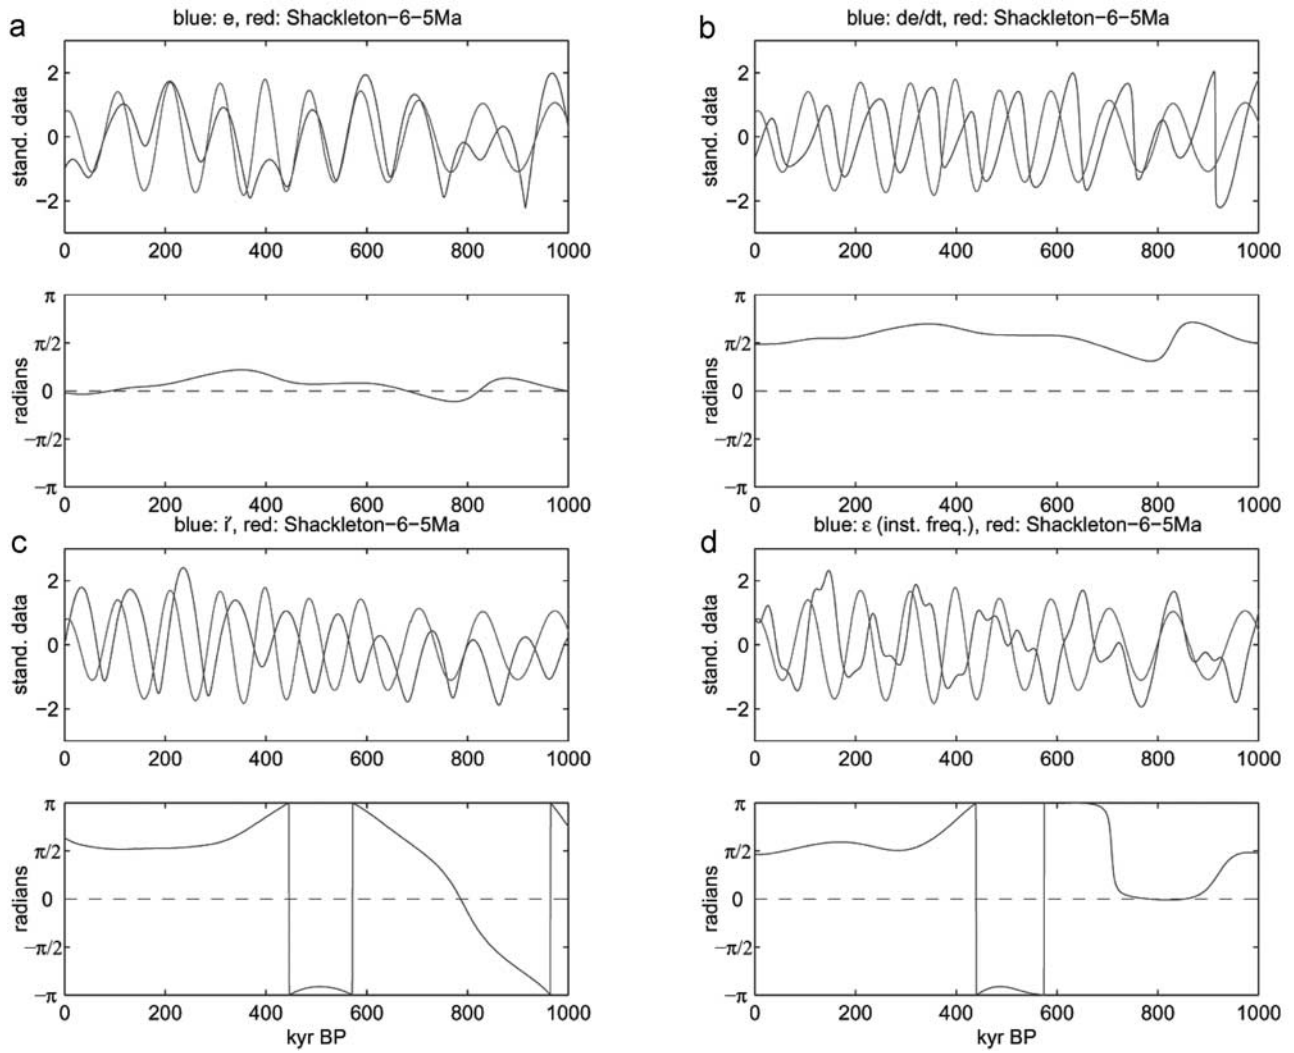 a
blue: e, red: Shackleton−6−5Ma
stand. data
2
0
−2
0 200 400 600 800 1000
radians
π
π/2
0
−π/2
−π
0 200 400 600 800 1000
b
blue: de/dt, red: Shackleton−6−5Ma
stand. data
2
0
−2
0 200 400 600 800 1000
radians
π
π/2
0
−π/2
−π
0 200 400 600 800 1000
c
blue: i', red: Shackleton−6−5Ma
stand. data
2
0
−2
0 200 400 600 800 1000
radians
π
π/2
0
−π/2
−π
0 200 400 600 800 1000
kyr BP
d
blue: ε (inst. freq.), red: Shackleton−6−5Ma
stand. data
2
0
−2
0 200 400 600 800 1000
radians
π
π/2
0
−π/2
−π
0 200 400 600 800 1000
kyr BP